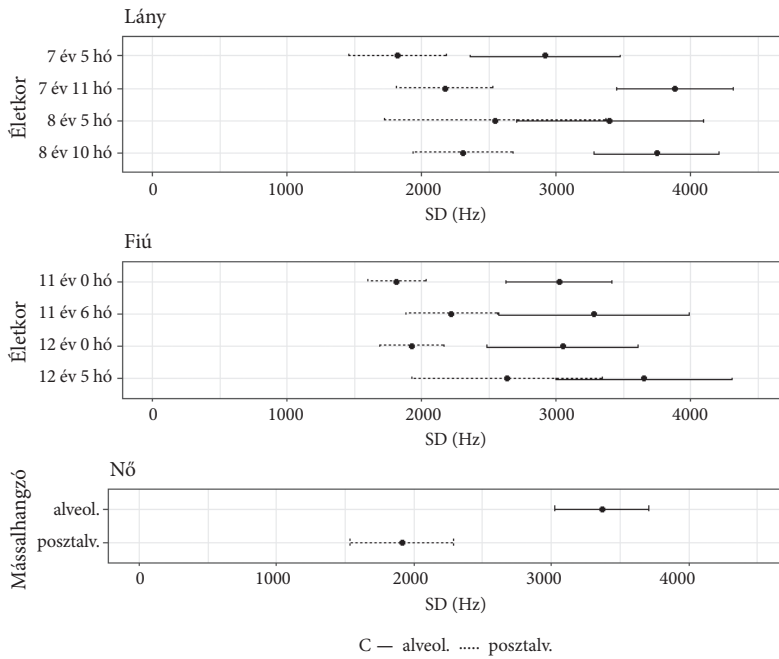 Lány
Életkor
7 év 5 hó
7 év 11 hó
8 év 5 hó
8 év 10 hó
0 1000 2000 3000 4000
SD (Hz)
Fiú
Életkor
11 év 0 hó
11 év 6 hó
12 év 0 hó
12 év 5 hó
0 1000 2000 3000 4000
SD (Hz)
Nő
Mássalhangzó
alveol.
posztalv.
0 1000 2000 3000 4000
SD (Hz)
C — alveol. ····· posztalv.